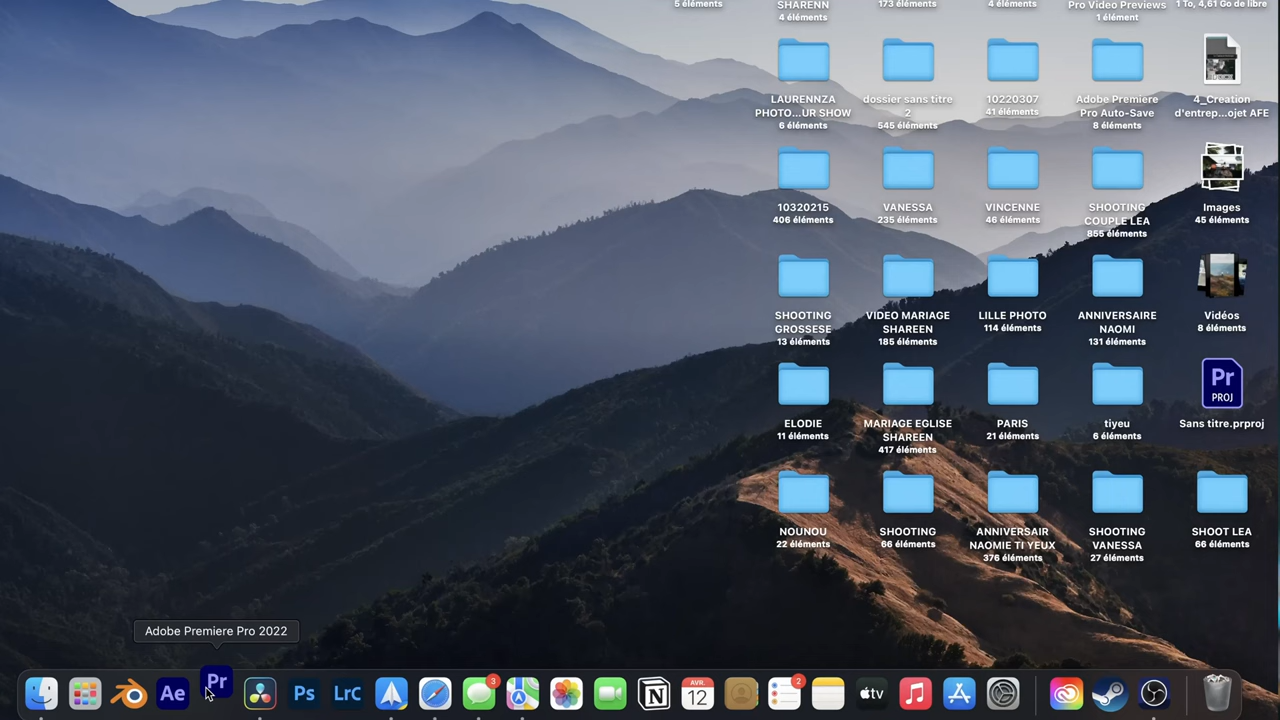 5 éléments
SHARENN
4 éléments
173 éléments
4 éléments
Pro Video Previews
1 élément
1 To, 4,61 Go de libre
LAURENNZA
PHOTO...UR SHOW
6 éléments
dossier sans titre
2
545 éléments
10220307
41 éléments
Adobe Premiere
Pro Auto-Save
8 éléments
4_Creation
d'entrep...ojet AFE
10320215
406 éléments
VANESSA
235 éléments
VINCENNE
46 éléments
SHOOTING
COUPLE LEA
855 éléments
Images
45 éléments
SHOOTING
GROSSESE
13 éléments
VIDEO MARIAGE
SHAREEN
185 éléments
LILLE PHOTO
114 éléments
ANNIVERSAIRE
NAOMI
131 éléments
Vidéos
8 éléments
Pr
PROJ
ELODIE
11 éléments
MARIAGE EGLISE
SHAREEN
417 éléments
PARIS
21 éléments
tiyeu
6 éléments
Sans titre.prproj
NOUNOU
22 éléments
SHOOTING
66 éléments
ANNIVERSAIR
NAOMIE TI YEUX
376 éléments
SHOOTING
VANESSA
27 éléments
SHOOT LEA
66 éléments
Adobe Premiere Pro 2022
Ae
Pr
Ps
LrC
3
N
AVR.
12
2
tv